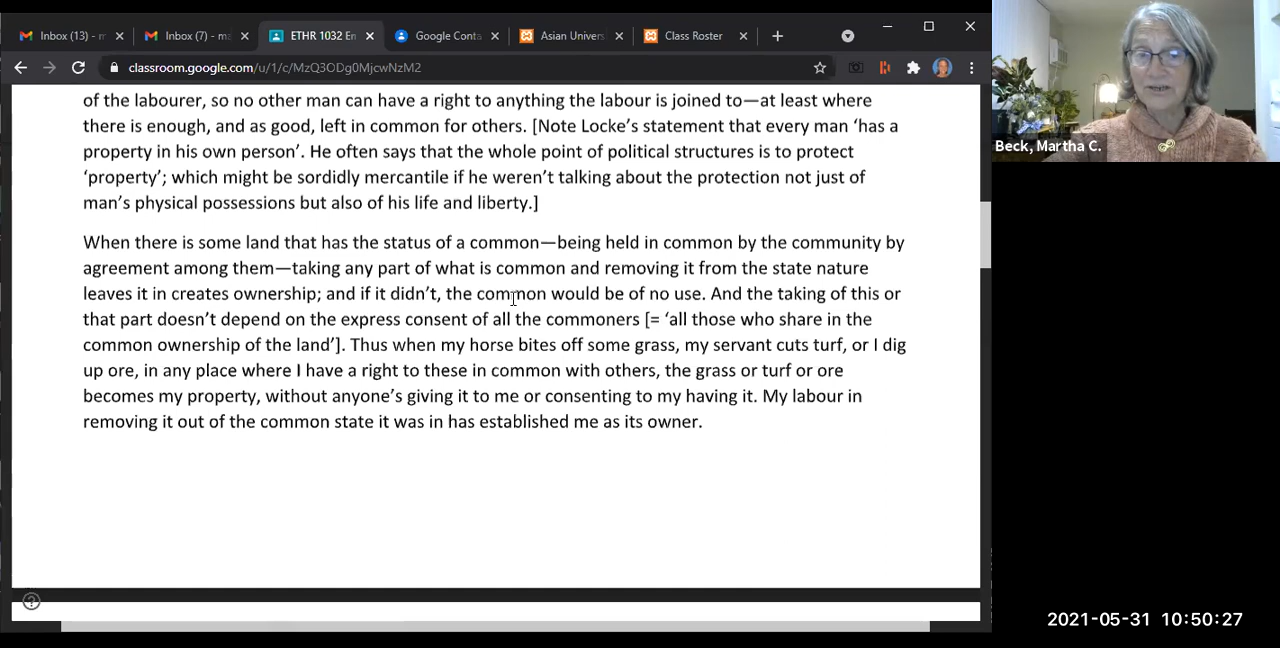 Inbox (13) - m
Inbox (7) - ma
ETHR 1032 En
Google Conta
Asian Univers
Class Roster
classroom.google.com/u/1/c/MzQ3ODg0MjcwNzM2
of the labourer, so no other man can have a right to anything the labour is joined to—at least where
there is enough, and as good, left in common for others. [Note Locke's statement that every man 'has a
property in his own person'. He often says that the whole point of political structures is to protect
'property'; which might be sordidly mercantile if he weren't talking about the protection not just of
man's physical possessions but also of his life and liberty.]
When there is some land that has the status of a common—being held in common by the community by
agreement among them—taking any part of what is common and removing it from the state nature
leaves it in creates ownership; and if it didn't, the common would be of no use. And the taking of this or
that part doesn't depend on the express consent of all the commoners [= 'all those who share in the
common ownership of the land']. Thus when my horse bites off some grass, my servant cuts turf, or I dig
up ore, in any place where I have a right to these in common with others, the grass or turf or ore
becomes my property, without anyone's giving it to me or consenting to my having it. My labour in
removing it out of the common state it was in has established me as its owner.
Beck, Martha C.
2021-05-31 10:50:27